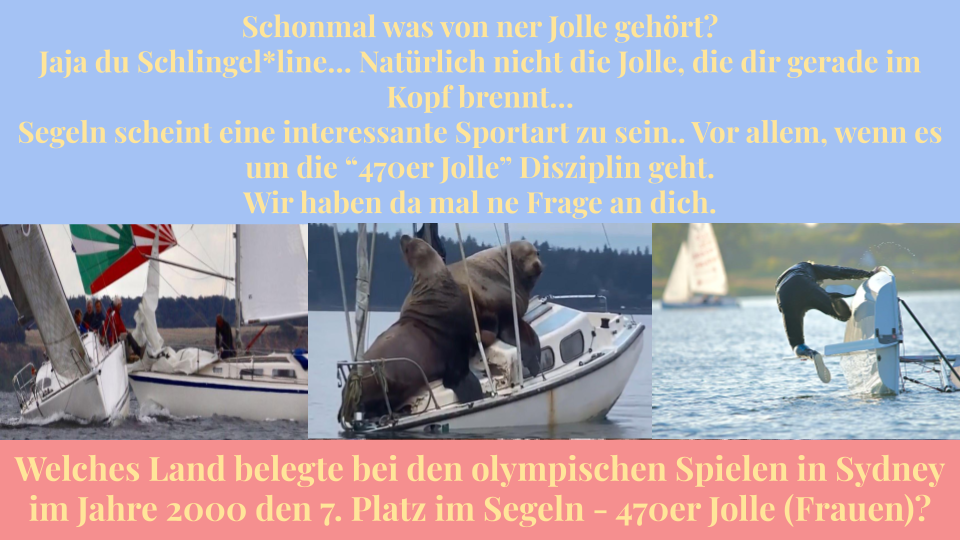 Schonmal was von ner Jolle gehört?
Jaja du Schlingel*line... Natürlich nicht die Jolle, die dir gerade im
Kopf brennt...
Segeln scheint eine interessante Sportart zu sein.. Vor allem, wenn es
um die “470er Jolle” Disziplin geht.
Wir haben da mal ne Frage an dich.
Welches Land belegte bei den olympischen Spielen in Sydney
im Jahre 2000 den 7. Platz im Segeln - 470er Jolle (Frauen)?